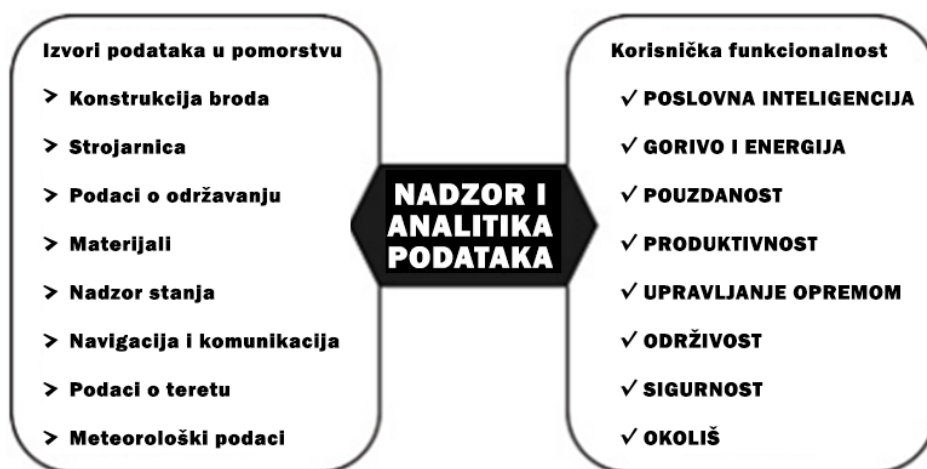 Izvori podataka u pomorstvu
➤ Konstrukcija broda
➤ Strojarnica
➤ Podaci o održavanju
➤ Materijali
➤ Nadzor stanja
➤ Navigacija i komunikacija
➤ Podaci o teretu
➤ Meteorološki podaci
NADZOR I
ANALITIKA
PODATAKA
Korisnička funkcionalnost
✓ POSLOVNA INTELIGENCIJA
✓ GORIVO I ENERGIJA
✓ POUZDANOST
✓ PRODUKTIVNOST
✓ UPRAVLJANJE OPREMOM
✓ ODRŽIVOST
✓ SIGURNOST
✓ OKOLIŠ